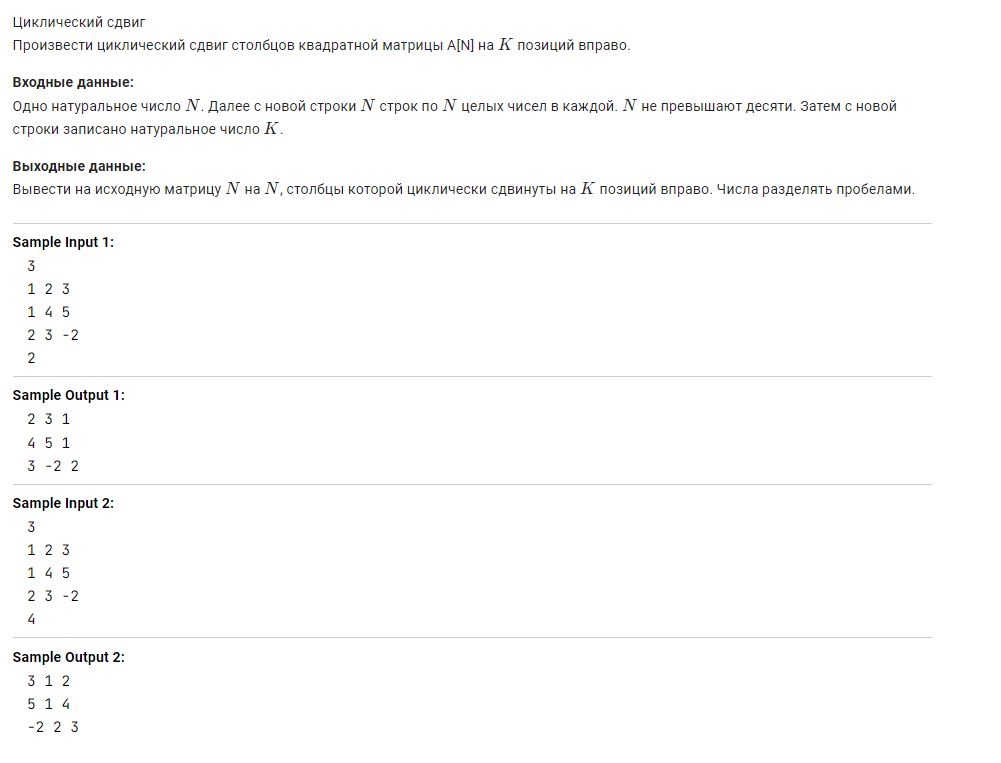 Циклический сдвиг
Произвести циклический сдвиг столбцов квадратной матрицы A[N] на K позиций вправо.
Входные данные:
Одно натуральное число N. Далее с новой строки N строк по N целых чисел в каждой. N не превышают десяти. Затем с новой
строки записано натуральное число K.
Выходные данные:
Вывести на исходную матрицу N на N, столбцы которой циклически сдвинуты на K позиций вправо. Числа разделять пробелами.
Sample Input 1:
3
1 2 3
1 4 5
2 3 -2
2
Sample Output 1:
2 3 1
4 5 1
3 -2 2
Sample Input 2:
3
1 2 3
1 4 5
2 3 -2
4
Sample Output 2:
3 1 2
5 1 4
-2 2 3